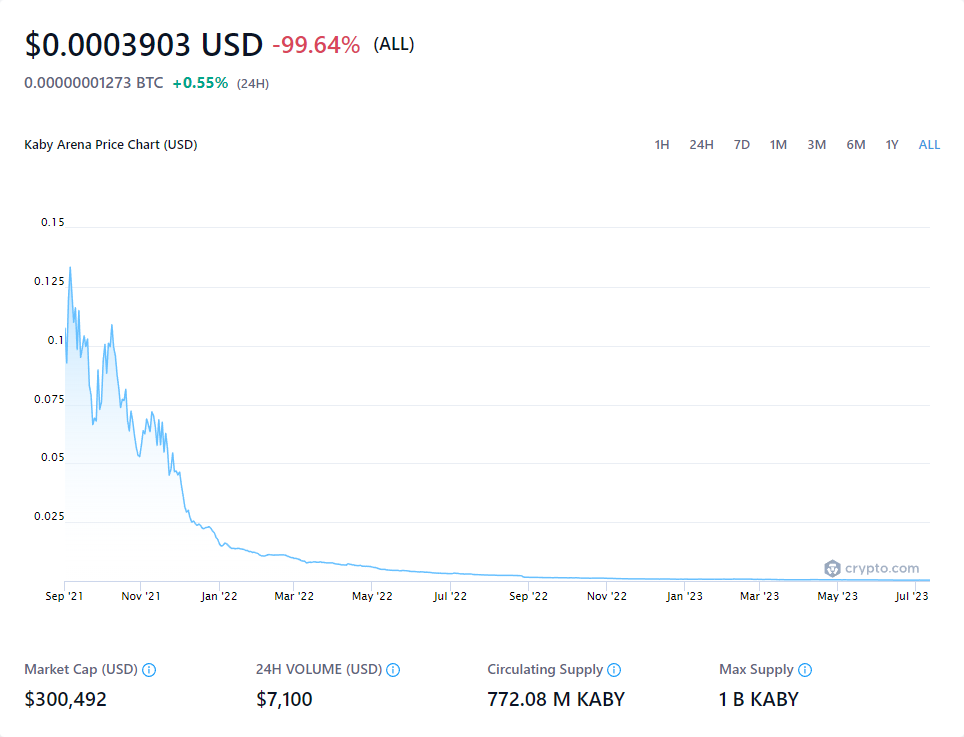 $0.0003903 USD -99.64% (ALL)
0.00000001273 BTC +0.55% (24H)
Kaby Arena Price Chart (USD) 1H 24H 7D 1M 3M 6M 1Y ALL
0.15
0.125
0.1
0.075
0.05
0.025
crypto.com
Sep '21 Nov '21 Jan '22 Mar '22 May '22 Jul '22 Sep '22 Nov '22 Jan '23 Mar '23 May '23 Jul '23
Market Cap (USD) 24H VOLUME (USD) Circulating Supply Max Supply
$300,492 $7,100 772.08 M KABY 1 B KABY